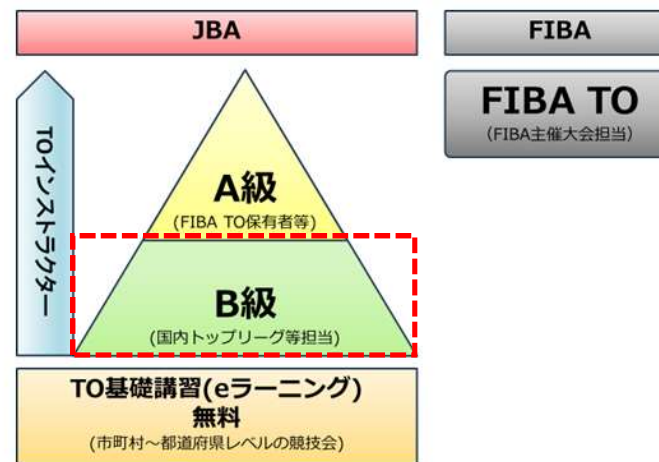 JBA
FIBA
TOインストラクター
A級
(FIBA TO保有者等)
B級
(国内トップリーグ等担当)
TO基礎講習(eラーニング)
無料
(市町村～都道府県レベルの競技会)
FIBA TO
(FIBA主催大会担当)